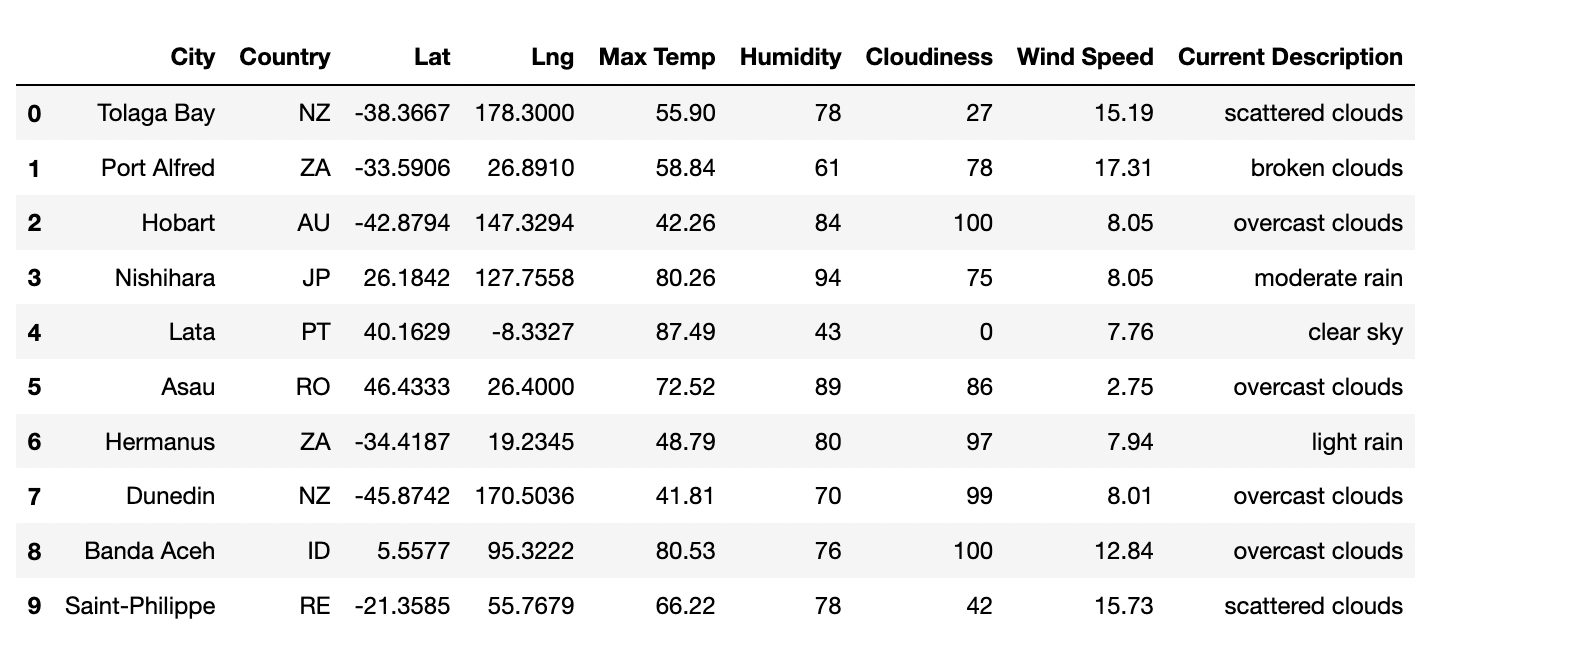 City Country Lat Lng Max Temp Humidity Cloudiness Wind Speed Current Description
0 Tolaga Bay NZ -38.3667 178.3000 55.90 78 27 15.19 scattered clouds
1 Port Alfred ZA -33.5906 26.8910 58.84 61 78 17.31 broken clouds
2 Hobart AU -42.8794 147.3294 42.26 84 100 8.05 overcast clouds
3 Nishihara JP 26.1842 127.7558 80.26 94 75 8.05 moderate rain
4 Lata PT 40.1629 -8.3327 87.49 43 0 7.76 clear sky
5 Asau RO 46.4333 26.4000 72.52 89 86 2.75 overcast clouds
6 Hermanus ZA -34.4187 19.2345 48.79 80 97 7.94 light rain
7 Dunedin NZ -45.8742 170.5036 41.81 70 99 8.01 overcast clouds
8 Banda Aceh ID 5.5577 95.3222 80.53 76 100 12.84 overcast clouds
9 Saint-Philippe RE -21.3585 55.7679 66.22 78 42 15.73 scattered clouds